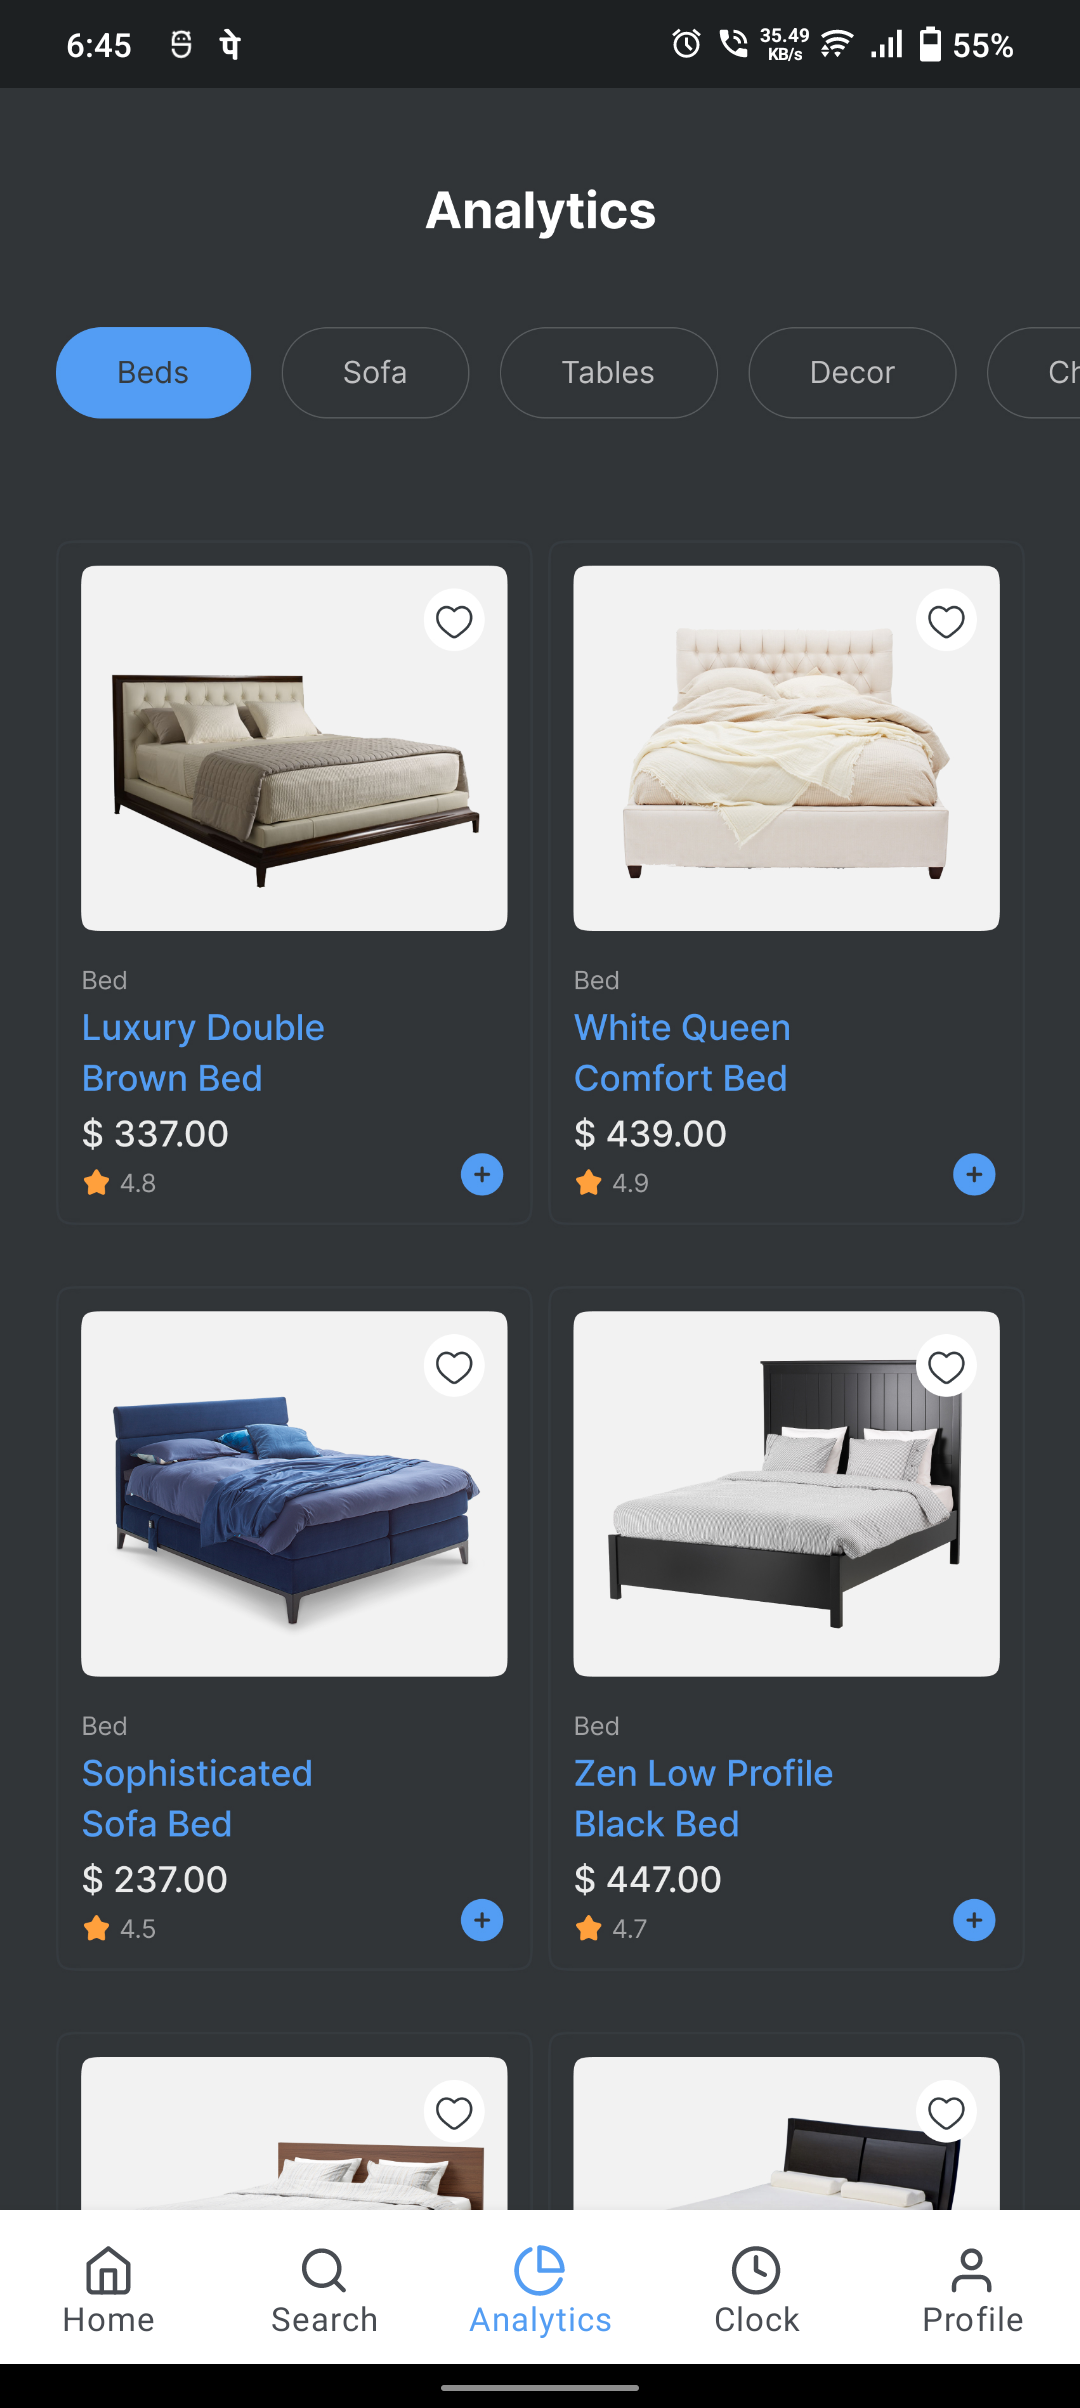 6:45 पे 35.49 KB/s 55%
Analytics
Beds Sofa Tables Decor Ch
Bed
Luxury Double
Brown Bed
$ 337.00
4.8
Bed
White Queen
Comfort Bed
$ 439.00
4.9
Bed
Sophisticated
Sofa Bed
$ 237.00
4.5
Bed
Zen Low Profile
Black Bed
$ 447.00
4.7
Home Search Analytics Clock Profile